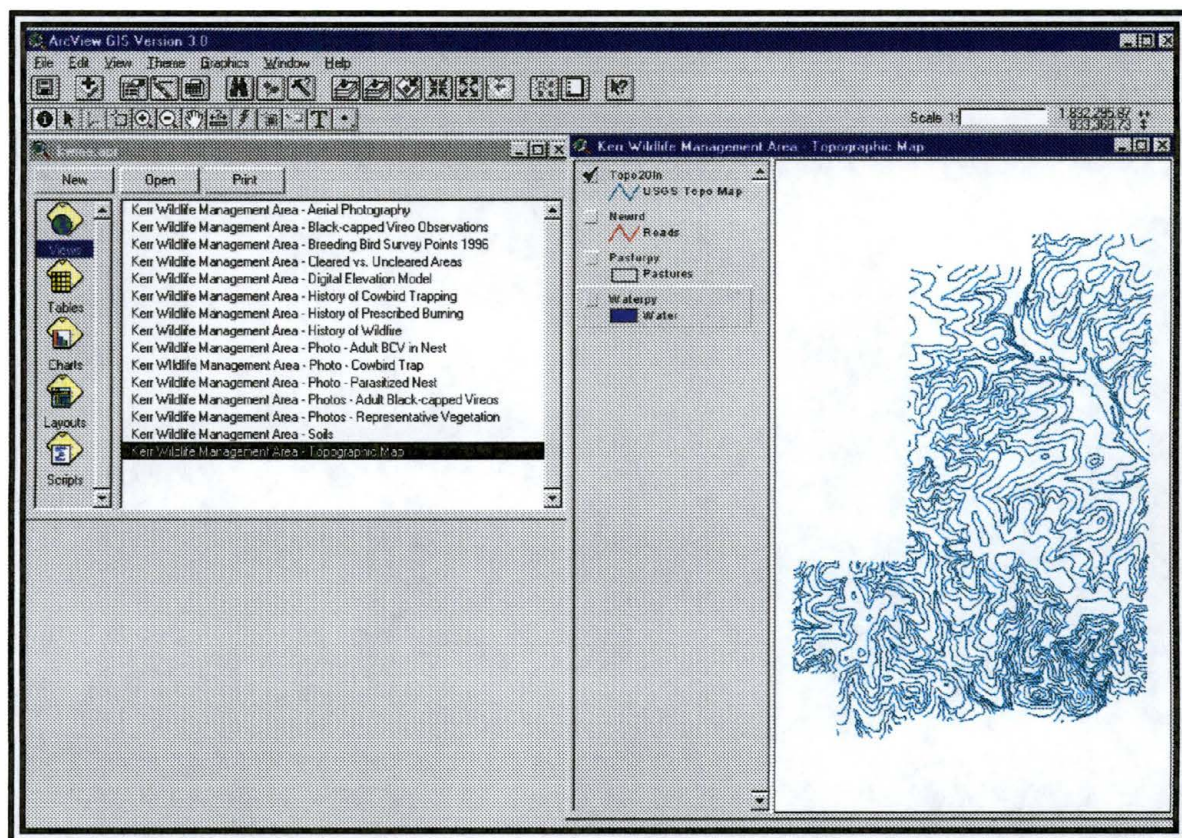 ArcView GIS Version 3.0
File Edit View Theme Graphics Window Help
Scale 1:
1,832,295.87
833,368.73
New Open Print
Views
Tables
Charts
Layouts
Scripts
Kerr Wildlife Management Area - Aerial Photography
Kerr Wildlife Management Area - Black-capped Vireo Observations
Kerr Wildlife Management Area - Breeding Bird Survey Points 1996
Kerr Wildlife Management Area - Cleared vs. Uncleared Areas
Kerr Wildlife Management Area - Digital Elevation Model
Kerr Wildlife Management Area - History of Cowbird Trapping
Kerr Wildlife Management Area - History of Prescribed Burning
Kerr Wildlife Management Area - History of Wildfire
Kerr Wildlife Management Area - Photo - Adult BCV in Nest
Kerr Wildlife Management Area - Photo - Cowbird Trap
Kerr Wildlife Management Area - Photo - Parasitized Nest
Kerr Wildlife Management Area - Photos - Adult Black-capped Vireos
Kerr Wildlife Management Area - Photos - Representative Vegetation
Kerr Wildlife Management Area - Soils
Kerr Wildlife Management Area - Topographic Map
Kerr Wildlife Management Area - Topographic Map
Topo20ln
USGS Topo Map
Newrd
Roads
Pasturpy
Pastures
Waterpy
Water